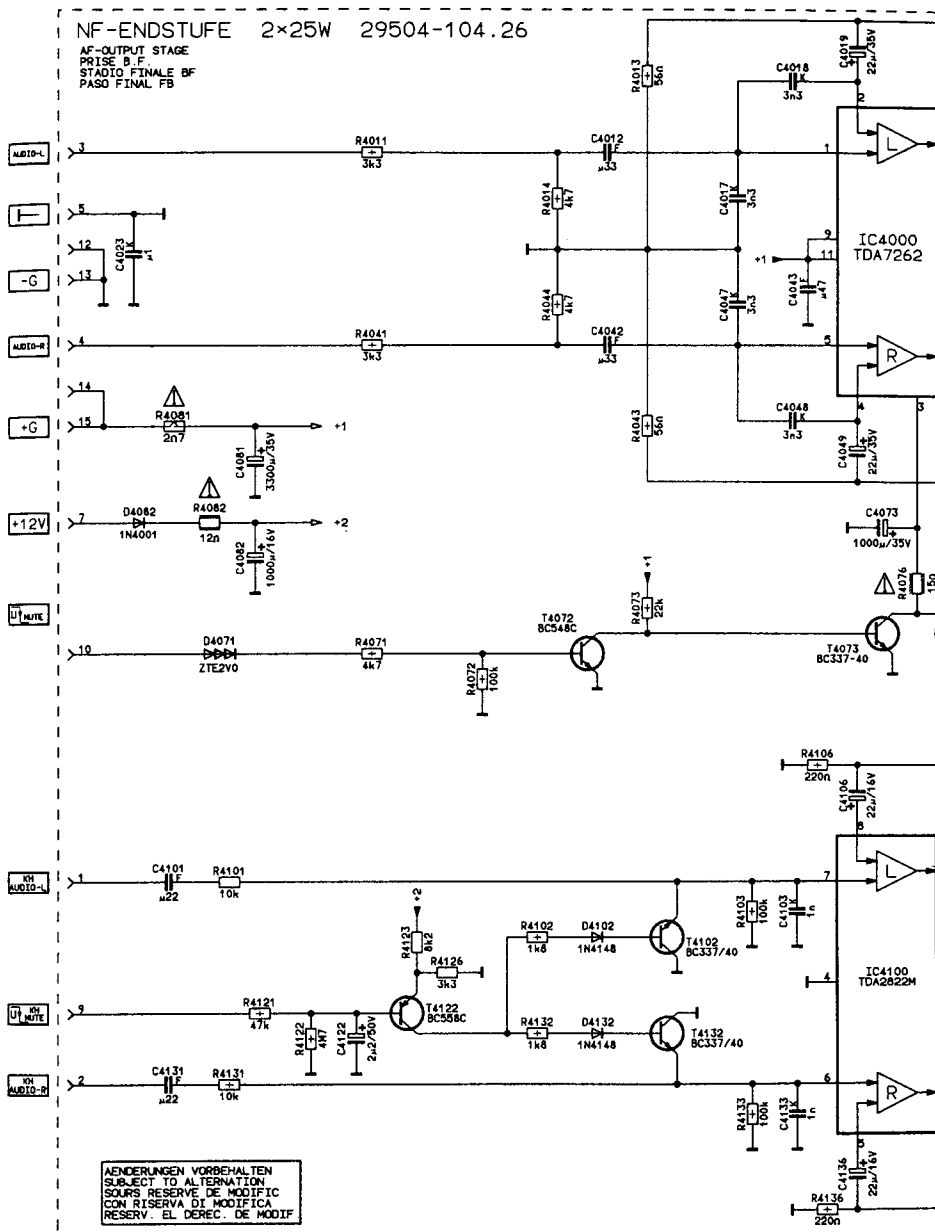 NF-ENDSTUFE 2×25W 29504-104.26
AF-OUTPUT STAGE
PRISE B.F.
STADIO FINALE BF
PASO FINAL FB
C4019
22µ/35V
R4013
56Ω
C4018
K
3n3
2
AUDIO-L
3
R4011
3k3
C4012
F
µ33
1
L
R4014
4k7
C4017
K
3n3
5
C4023
K
µ1
12
-G
13
+1
9
11
IC4000
TDA7262
C4043
F
µ47
R4044
4k7
C4047
K
3n3
AUDIO-R
4
R4041
3k3
C4042
F
µ33
5
R
14
+G
15
R4081
2Ω7
+1
C4081
3300µ/35V
R4043
56Ω
C4048
K
3n3
4
3
C4049
22µ/35V
+12V
7
D4082
1N4001
R4082
12Ω
+2
C4082
1000µ/16V
C4073
1000µ/35V
R4076
15Ω
U MUTE
10
D4071
ZTE2V0
R4071
4k7
R4072
100k
T4072
BC548C
+1
R4073
22k
T4073
BC337-40
R4106
220Ω
C4106
22µ/16V
8
KH
AUDIO-L
1
C4101
F
µ22
R4101
10k
7
L
+2
R4123
8k2
R4126
3k3
R4102
1k8
D4102
1N4148
T4102
BC337/40
R4103
100k
C4103
K
1n
4
IC4100
TDA2822M
U KH
MUTE
9
R4121
47k
R4122
4M7
C4122
2µ2/50V
T4122
BC558C
R4132
1k8
D4132
1N4148
T4132
BC337/40
KH
AUDIO-R
2
C4131
F
µ22
R4131
10k
6
R
R4133
100k
C4133
K
1n
5
C4136
22µ/16V
R4136
220Ω
AENDERUNGEN VORBEHALTEN
SUBJECT TO ALTERNATION
SOURS RESERVE DE MODIFIC
CON RISERVA DI MODIFICA
RESERV. EL DEREC. DE MODIF